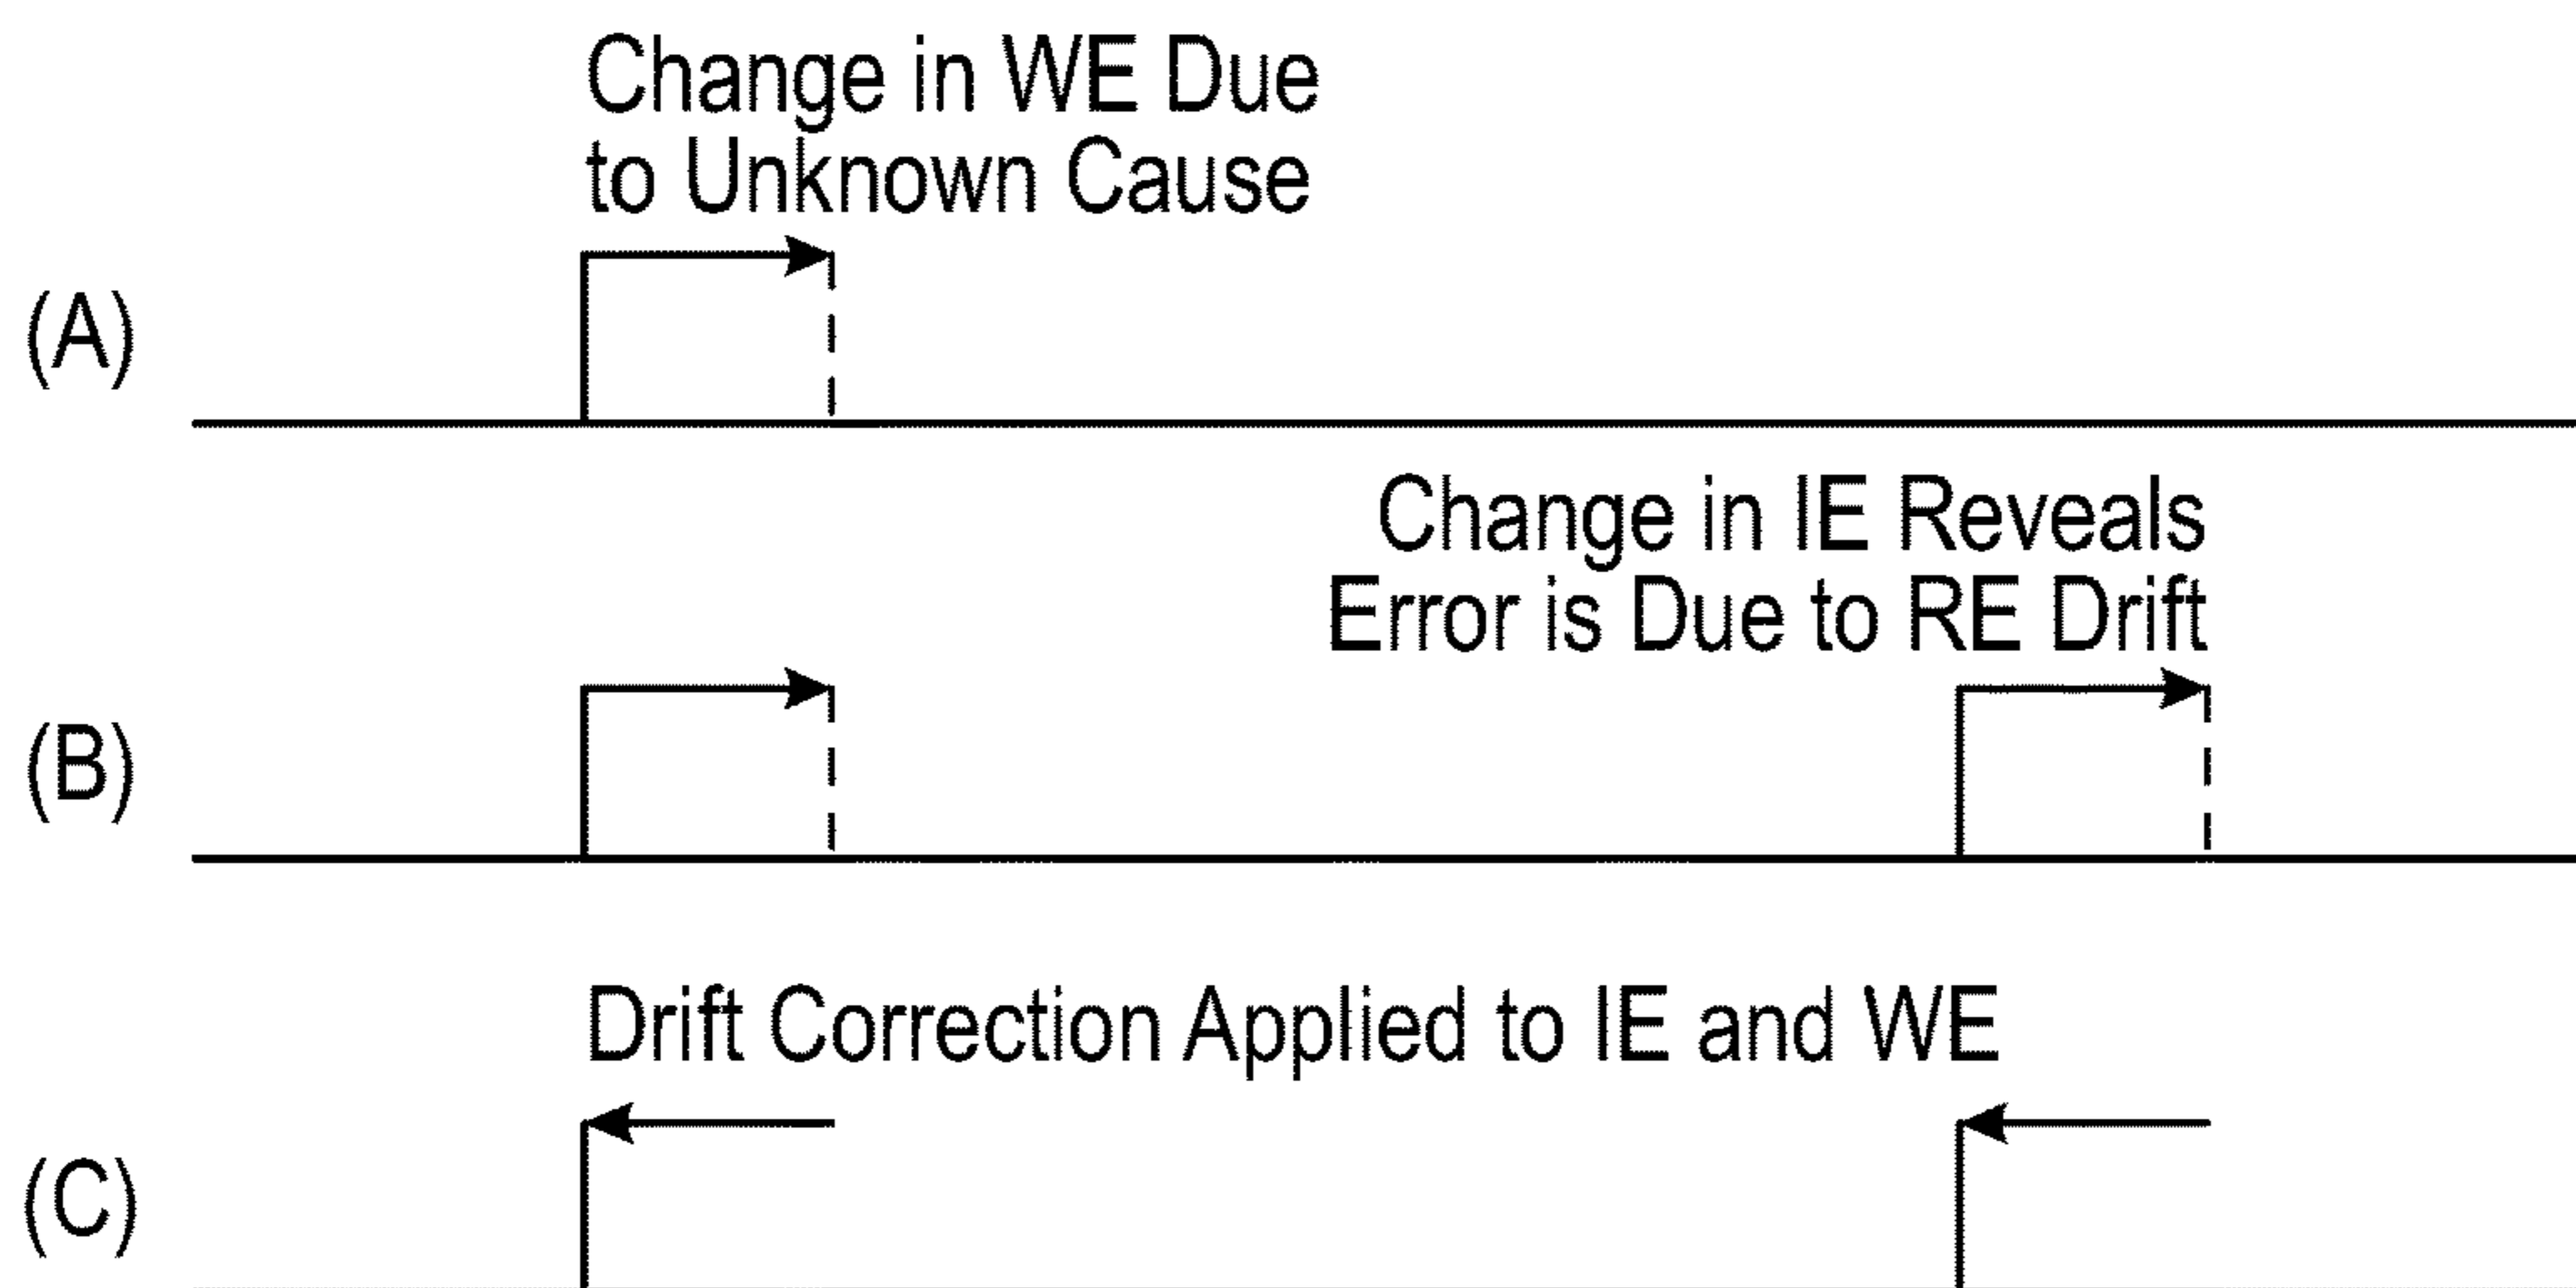 Change in WE Due
to Unknown Cause
(A)
Change in IE Reveals
Error is Due to RE Drift
(B)
Drift Correction Applied to IE and WE
(C)